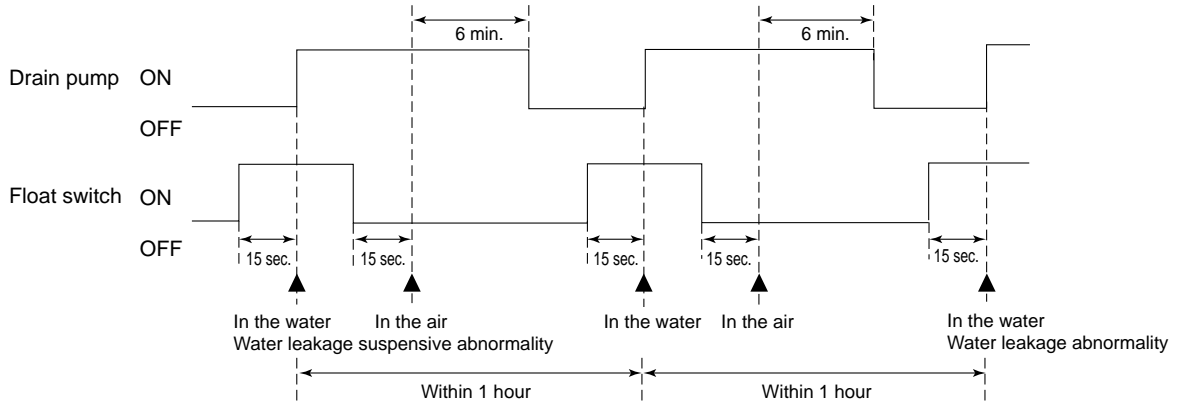 6 min. 6 min.
Drain pump ON
OFF
Float switch ON
OFF
15 sec. 15 sec. 15 sec. 15 sec. 15 sec.
In the water In the air In the water In the air In the water
Water leakage suspensive abnormality Water leakage abnormality
Within 1 hour Within 1 hour